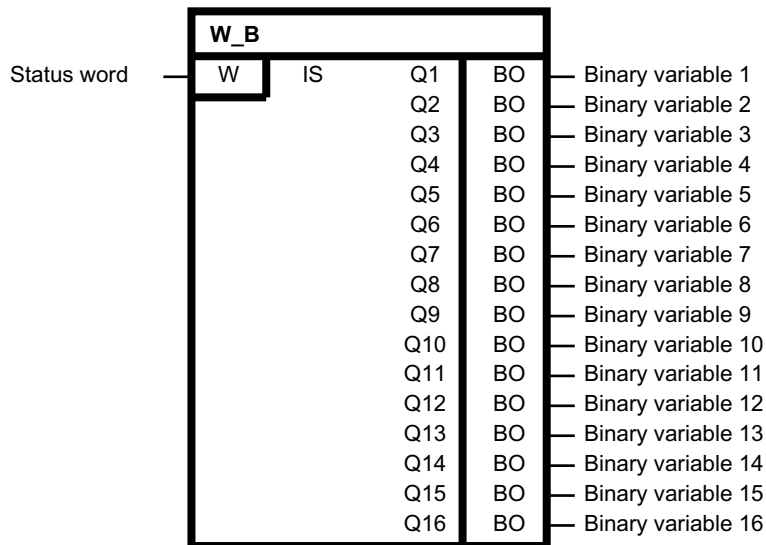 W_B
Status word W IS Q1 BO Binary variable 1
Q2 BO Binary variable 2
Q3 BO Binary variable 3
Q4 BO Binary variable 4
Q5 BO Binary variable 5
Q6 BO Binary variable 6
Q7 BO Binary variable 7
Q8 BO Binary variable 8
Q9 BO Binary variable 9
Q10 BO Binary variable 10
Q11 BO Binary variable 11
Q12 BO Binary variable 12
Q13 BO Binary variable 13
Q14 BO Binary variable 14
Q15 BO Binary variable 15
Q16 BO Binary variable 16